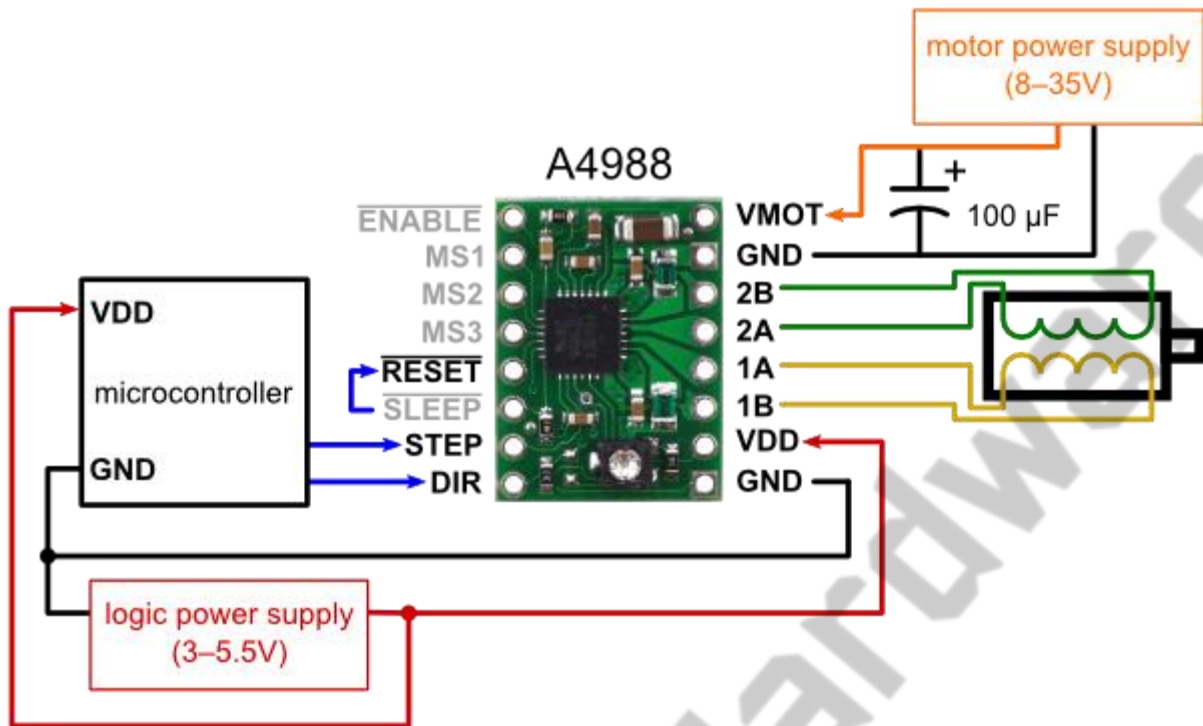 motor power supply
(8–35V)
A4988
ENABLE
MS1
MS2
MS3
RESET
SLEEP
STEP
DIR
VMOT
GND
2B
2A
1A
1B
VDD
GND
+
100 µF
VDD
microcontroller
GND
logic power supply
(3–5.5V)